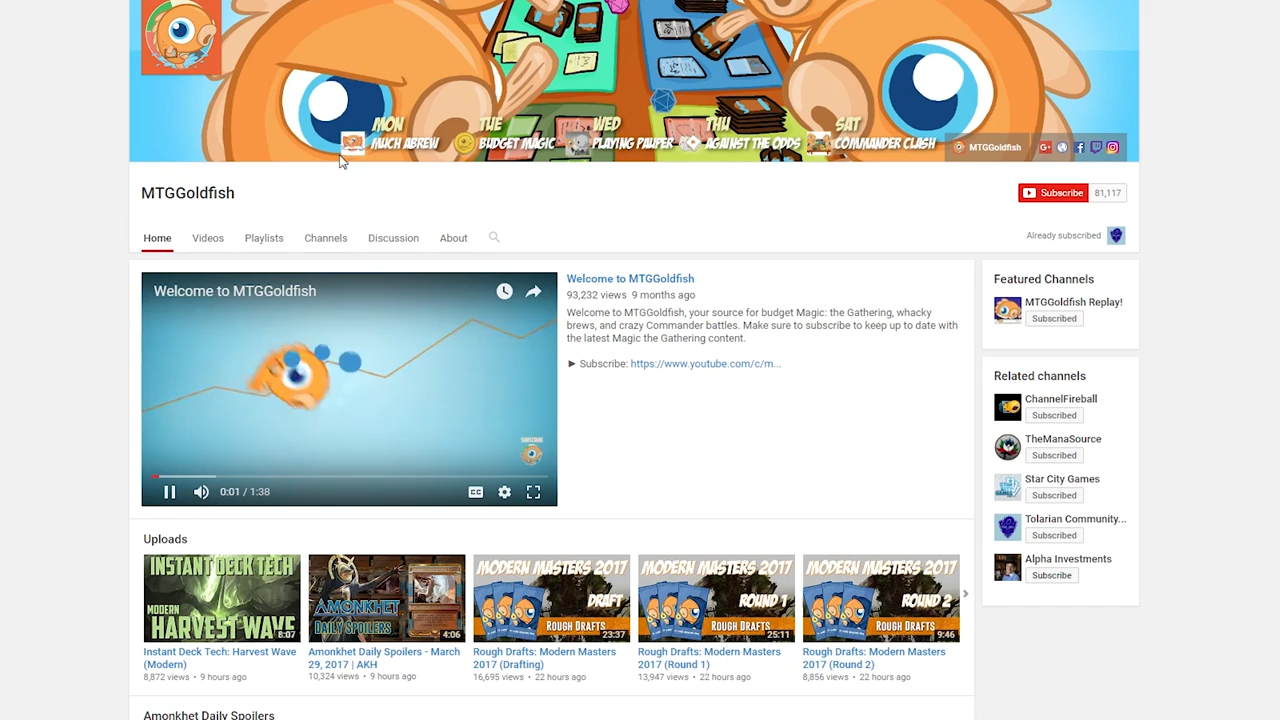 MON
MUCH ABREW
TUE
BUDGET MAGIC
WED
PLAYING PAUPER
THU
AGAINST THE ODDS
SAT
COMMANDER CLASH
MTGGoldfish
MTGGoldfish
Subscribe 81,117
Home Videos Playlists Channels Discussion About
Already subscribed
Welcome to MTGGoldfish
SUBSCRIBE
0:01 / 1:38
CC
Welcome to MTGGoldfish
93,232 views 9 months ago
Welcome to MTGGoldfish, your source for budget Magic: the Gathering, whacky
brews, and crazy Commander battles. Make sure to subscribe to keep up to date with
the latest Magic the Gathering content.
► Subscribe: https://www.youtube.com/c/m...
Featured Channels
MTGGoldfish Replay!
Subscribed
Related channels
ChannelFireball
Subscribed
TheManaSource
Subscribed
Star City Games
Subscribed
Tolarian Community...
Subscribed
Alpha Investments
Subscribe
Uploads
INSTANT DECK TECH
MODERN
HARVEST WAVE
8:07
Instant Deck Tech: Harvest Wave
(Modern)
8,872 views • 9 hours ago
AMONKHET
DAILY SPOILERS
4:06
Amonkhet Daily Spoilers - March
29, 2017 | AKH
10,324 views • 9 hours ago
MODERN MASTERS 2017
DRAFT
ROUGH DRAFTS
23:37
Rough Drafts: Modern Masters
2017 (Drafting)
16,695 views • 22 hours ago
MODERN MASTERS 2017
ROUND 1
ROUGH DRAFTS
25:11
Rough Drafts: Modern Masters
2017 (Round 1)
13,947 views • 22 hours ago
MODERN MASTERS 2017
ROUND 2
ROUGH DRAFTS
9:46
Rough Drafts: Modern Masters
2017 (Round 2)
8,856 views • 22 hours ago
Amonkhet Daily Spoilers